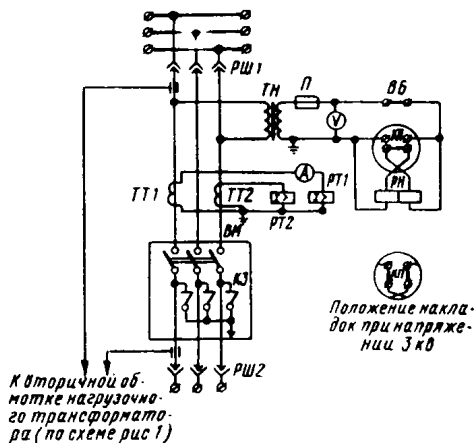 РШ1
ТН
П
ВБ
V
КП
РН
А
РТ1
ТТ1
ТТ2
РТ2
ВМ
КЗ
КП
Положение накла-
док при напряже-
нии 3 кв
РШ2
К вторичной об-
мотке нагрузочно-
го трансформато-
ра (по схеме рис 1)